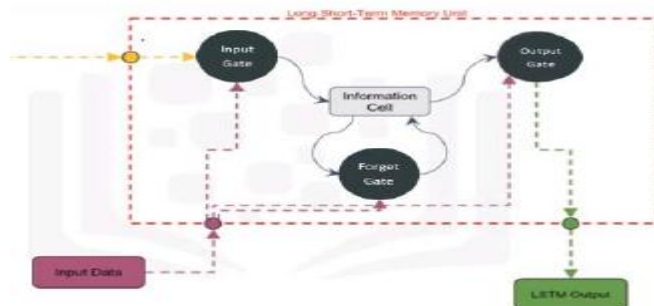 Long-Short-Term Memory Unit
Input
Gate
Output
Gate
Information
Cell
Forget
Gate
Input Data
LSTM Output